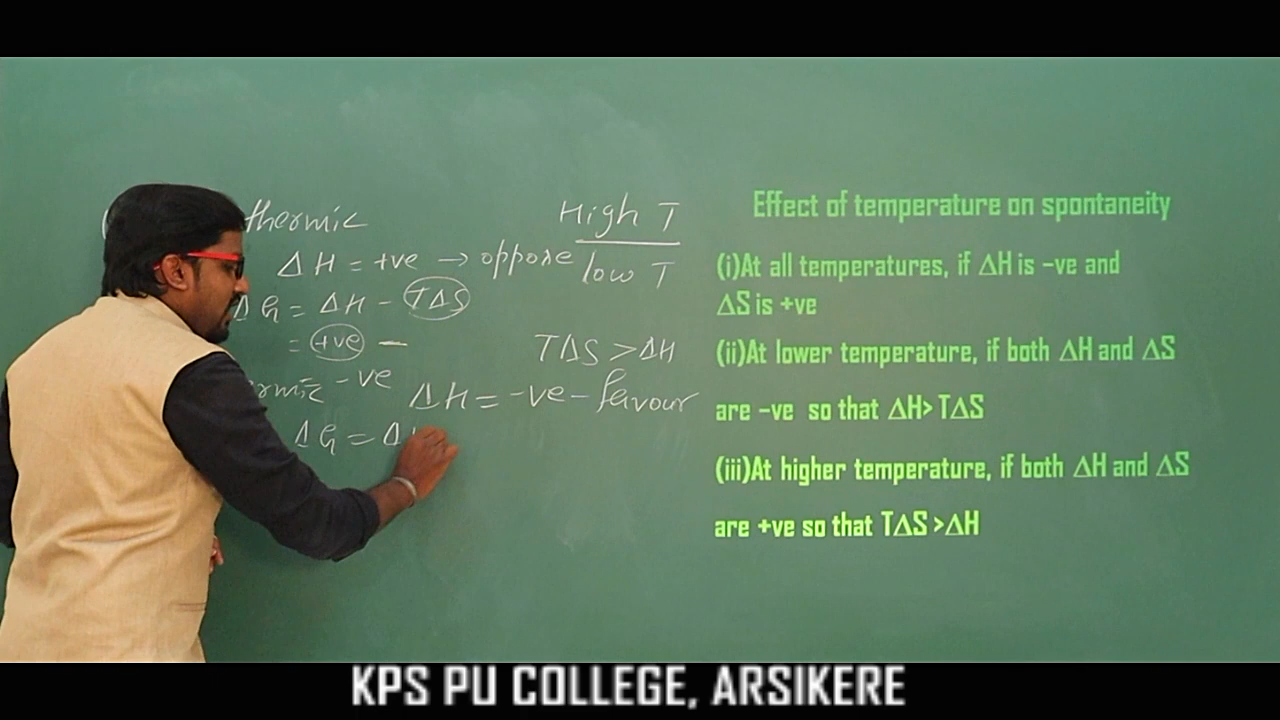 thermic
ΔH = +ve → oppose
ΔG = ΔH - TΔS
= +ve -
-ve
ΔH = -ve - favour
ΔG = Δ
High T
low T
TΔS > ΔH
Effect of temperature on spontaneity
(i)At all temperatures, if ΔH is –ve and
ΔS is +ve
(ii)At lower temperature, if both ΔH and ΔS
are –ve so that ΔH> TΔS
(iii)At higher temperature, if both ΔH and ΔS
are +ve so that TΔS >ΔH
KPS PU COLLEGE, ARSIKERE